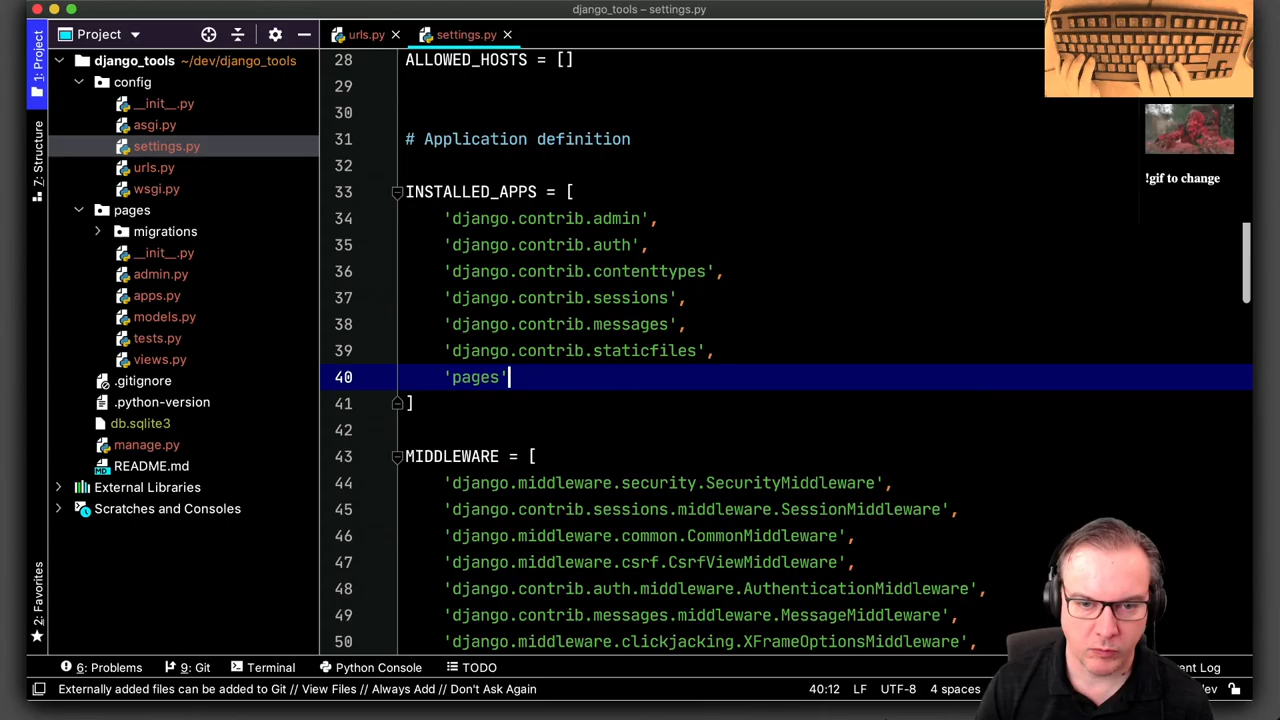 django_tools – settings.py
Project
urls.py
settings.py
1: Project
7: Structure
2: Favorites
django_tools ~/dev/django_tools
config
__init__.py
asgi.py
settings.py
urls.py
wsgi.py
pages
migrations
__init__.py
admin.py
apps.py
models.py
tests.py
views.py
.gitignore
.python-version
db.sqlite3
manage.py
README.md
External Libraries
Scratches and Consoles
28 ALLOWED_HOSTS = []
29
30
31 # Application definition
32
33 INSTALLED_APPS = [
34 'django.contrib.admin',
35 'django.contrib.auth',
36 'django.contrib.contenttypes',
37 'django.contrib.sessions',
38 'django.contrib.messages',
39 'django.contrib.staticfiles',
40 'pages'
41 ]
42
43 MIDDLEWARE = [
44 'django.middleware.security.SecurityMiddleware',
45 'django.contrib.sessions.middleware.SessionMiddleware',
46 'django.middleware.common.CommonMiddleware',
47 'django.middleware.csrf.CsrfViewMiddleware',
48 'django.contrib.auth.middleware.AuthenticationMiddleware',
49 'django.contrib.messages.middleware.MessageMiddleware',
50 'django.middleware.clickjacking.XFrameOptionsMiddleware',
!gif to change
6: Problems
9: Git
Terminal
Python Console
TODO
nt Log
Externally added files can be added to Git // View Files // Always Add // Don't Ask Again
40:12
LF
UTF-8
4 spaces
ev